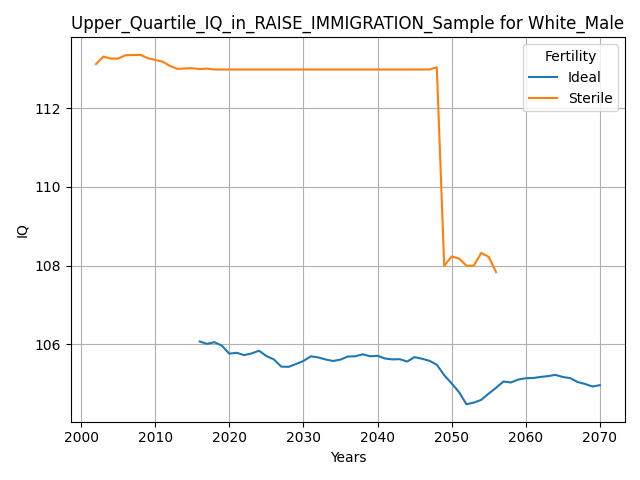 Upper_Quartile_IQ_in_RAISE_IMMIGRATION_Sample for White_Male
Fertility
Ideal
Sterile
112
110
108
106
IQ
2000 2010 2020 2030 2040 2050 2060 2070
Years